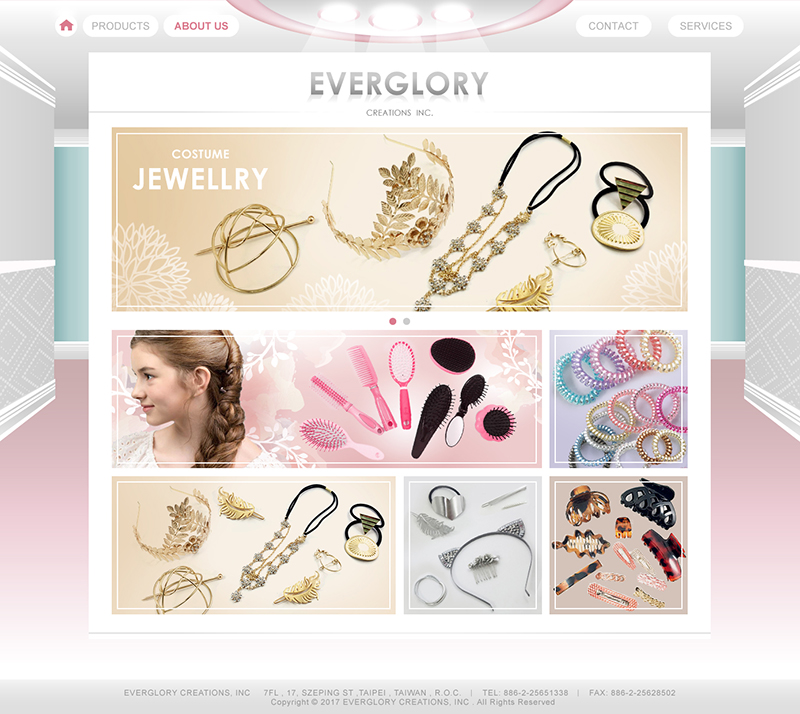 PRODUCTS
ABOUT US
CONTACT
SERVICES
EVERGLORY
CREATIONS INC.
COSTUME
JEWELLRY
EVERGLORY CREATIONS, INC 7FL , 17, SZEPING ST ,TAIPEI , TAIWAN , R.O.C. | TEL: 886-2-25651338 | FAX: 886-2-25628502
Copyright © 2017 EVERGLORY CREATIONS, INC . All Rights Reserved